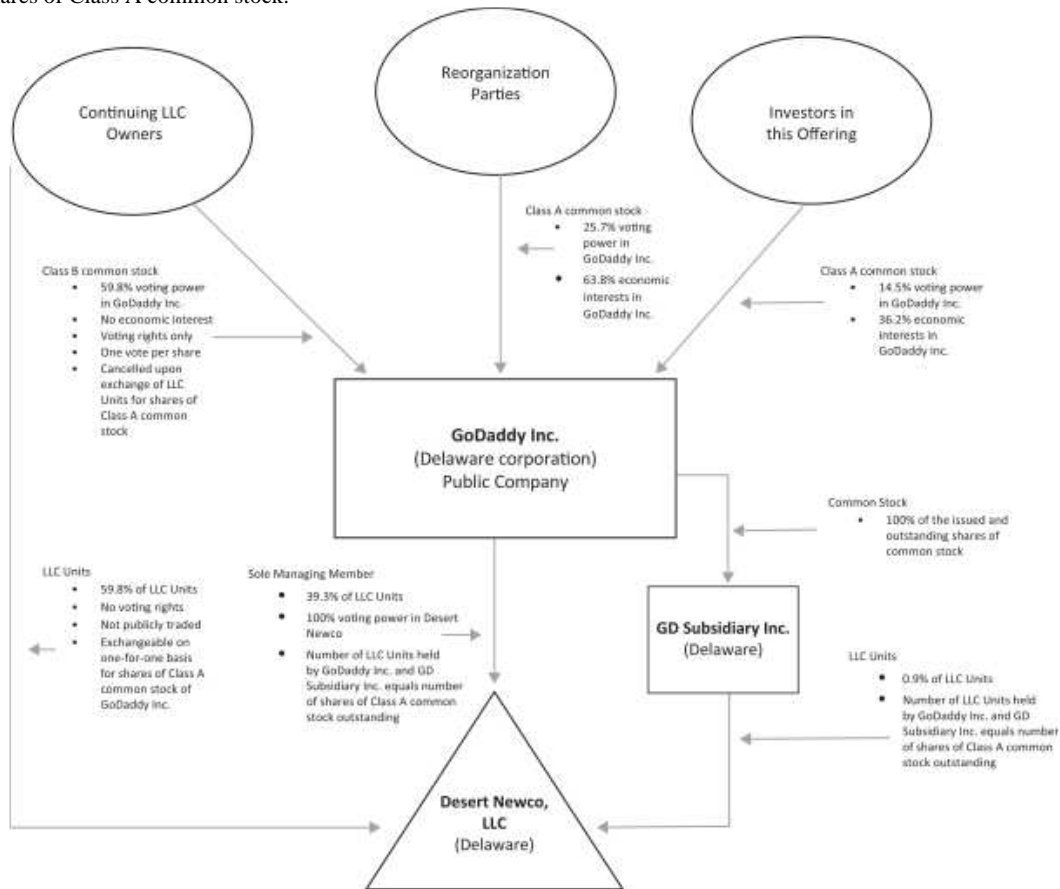 shares of Class A common stock.
Reorganization
Parties
Continuing LLC
Owners
Investors in
this Offering
Class A common stock
• 25.7% voting
power in
GoDaddy Inc.
• 63.8% economic
interests in
GoDaddy Inc.
Class B common stock
• 59.8% voting power
in GoDaddy Inc.
• No economic interest
• Voting rights only
• One vote per share
• Cancelled upon
exchange of LLC
Units for shares of
Class A common
stock
Class A common stock
• 14.5% voting power
in GoDaddy Inc.
• 36.2% economic
interests in
GoDaddy Inc.
GoDaddy Inc.
(Delaware corporation)
Public Company
Common Stock
• 100% of the issued and
outstanding shares of
common stock
LLC Units
• 59.8% of LLC Units
• No voting rights
• Not publicly traded
• Exchangeable on
one-for-one basis
for shares of Class A
common stock of
GoDaddy Inc.
Sole Managing Member
• 39.3% of LLC Units
• 100% voting power in Desert
Newco
• Number of LLC Units held
by GoDaddy Inc. and GD
Subsidiary Inc. equals number
of shares of Class A common
stock outstanding
GD Subsidiary Inc.
(Delaware)
LLC Units
• 0.9% of LLC Units
• Number of LLC Units held
by GoDaddy Inc. and GD
Subsidiary Inc. equals number
of shares of Class A common
stock outstanding
Desert Newco,
LLC
(Delaware)